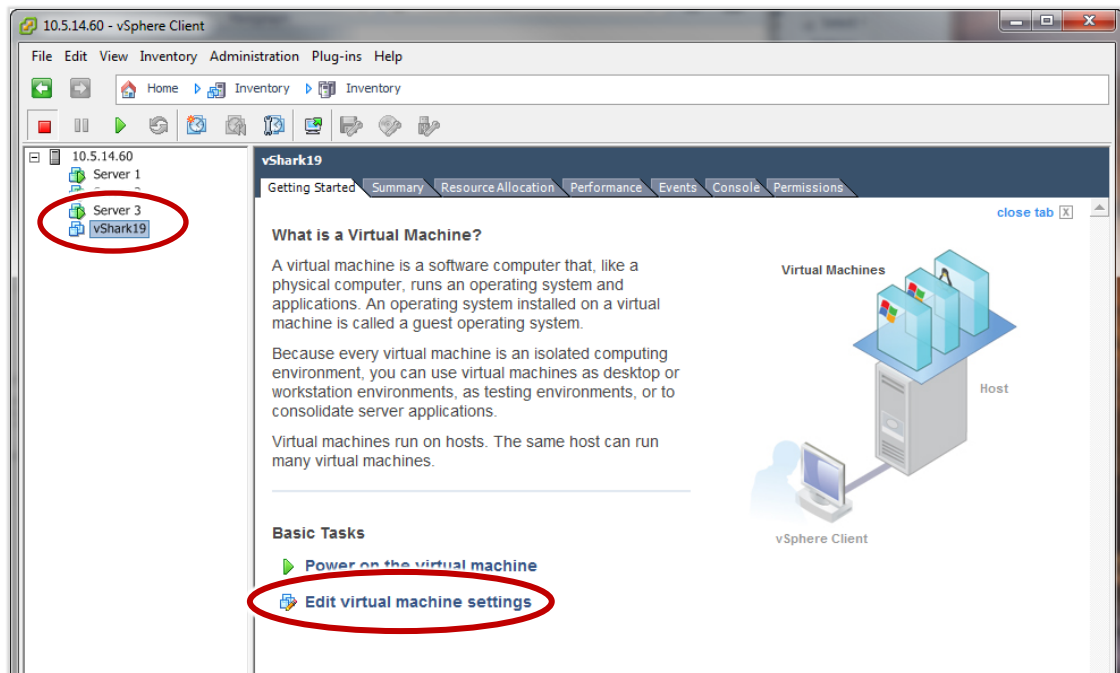 10.5.14.60 - vSphere Client
File Edit View Inventory Administration Plug-ins Help
Home Inventory Inventory
10.5.14.60
Server 1
Server 3
vShark19
vShark19
Getting Started Summary Resource Allocation Performance Events Console Permissions
close tab X
What is a Virtual Machine?
A virtual machine is a software computer that, like a
physical computer, runs an operating system and
applications. An operating system installed on a virtual
machine is called a guest operating system.
Because every virtual machine is an isolated computing
environment, you can use virtual machines as desktop or
workstation environments, as testing environments, or to
consolidate server applications.
Virtual machines run on hosts. The same host can run
many virtual machines.
Virtual Machines
Host
vSphere Client
Basic Tasks
Power on the virtual machine
Edit virtual machine settings